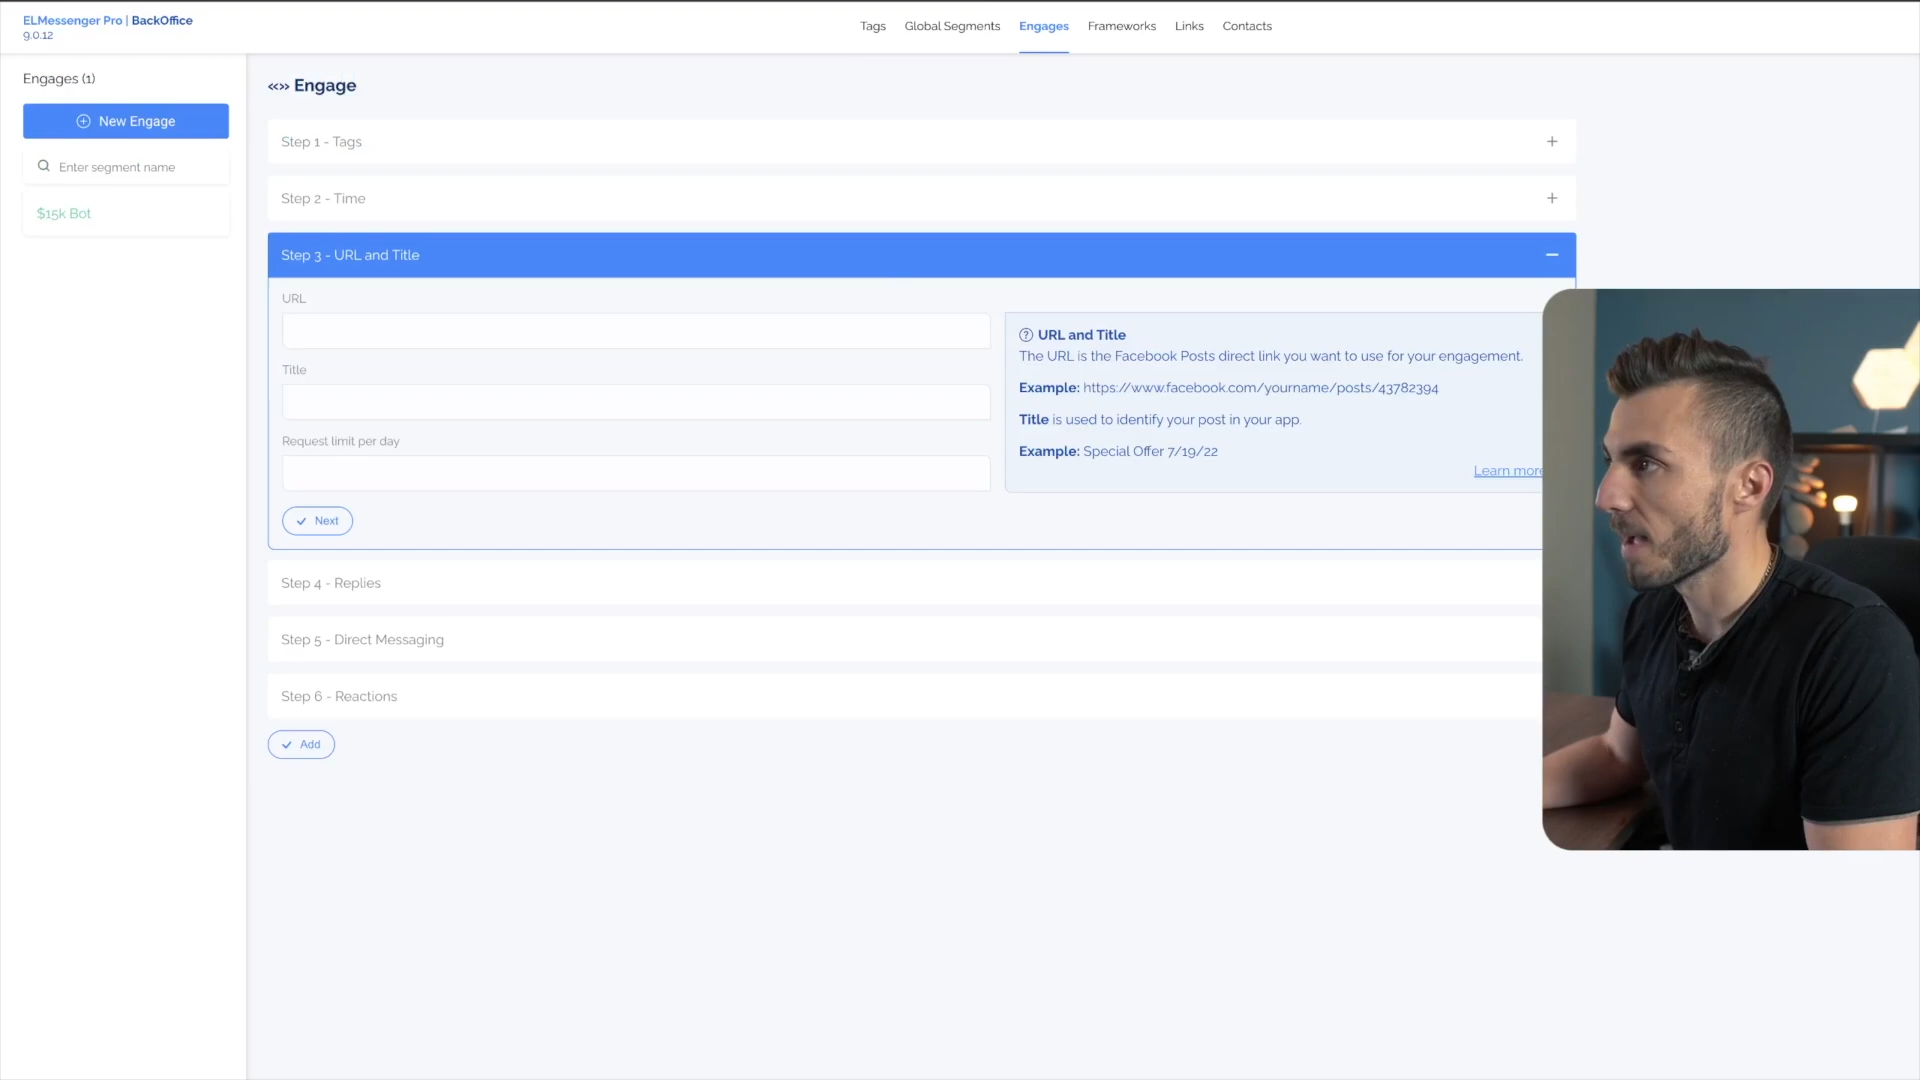 ELMessenger Pro | BackOffice
9.0.12
Tags
Global Segments
Engages
Frameworks
Links
Contacts
Engages (1)
New Engage
Enter segment name
$15k Bot
«» Engage
Step 1 - Tags
Step 2 - Time
Step 3 - URL and Title
URL
Title
Request limit per day
Next
URL and Title
The URL is the Facebook Posts direct link you want to use for your engagement.
Example: https://www.facebook.com/yourname/posts/43782394
Title is used to identify your post in your app.
Example: Special Offer 7/19/22
Learn more
Step 4 - Replies
Step 5 - Direct Messaging
Step 6 - Reactions
Add